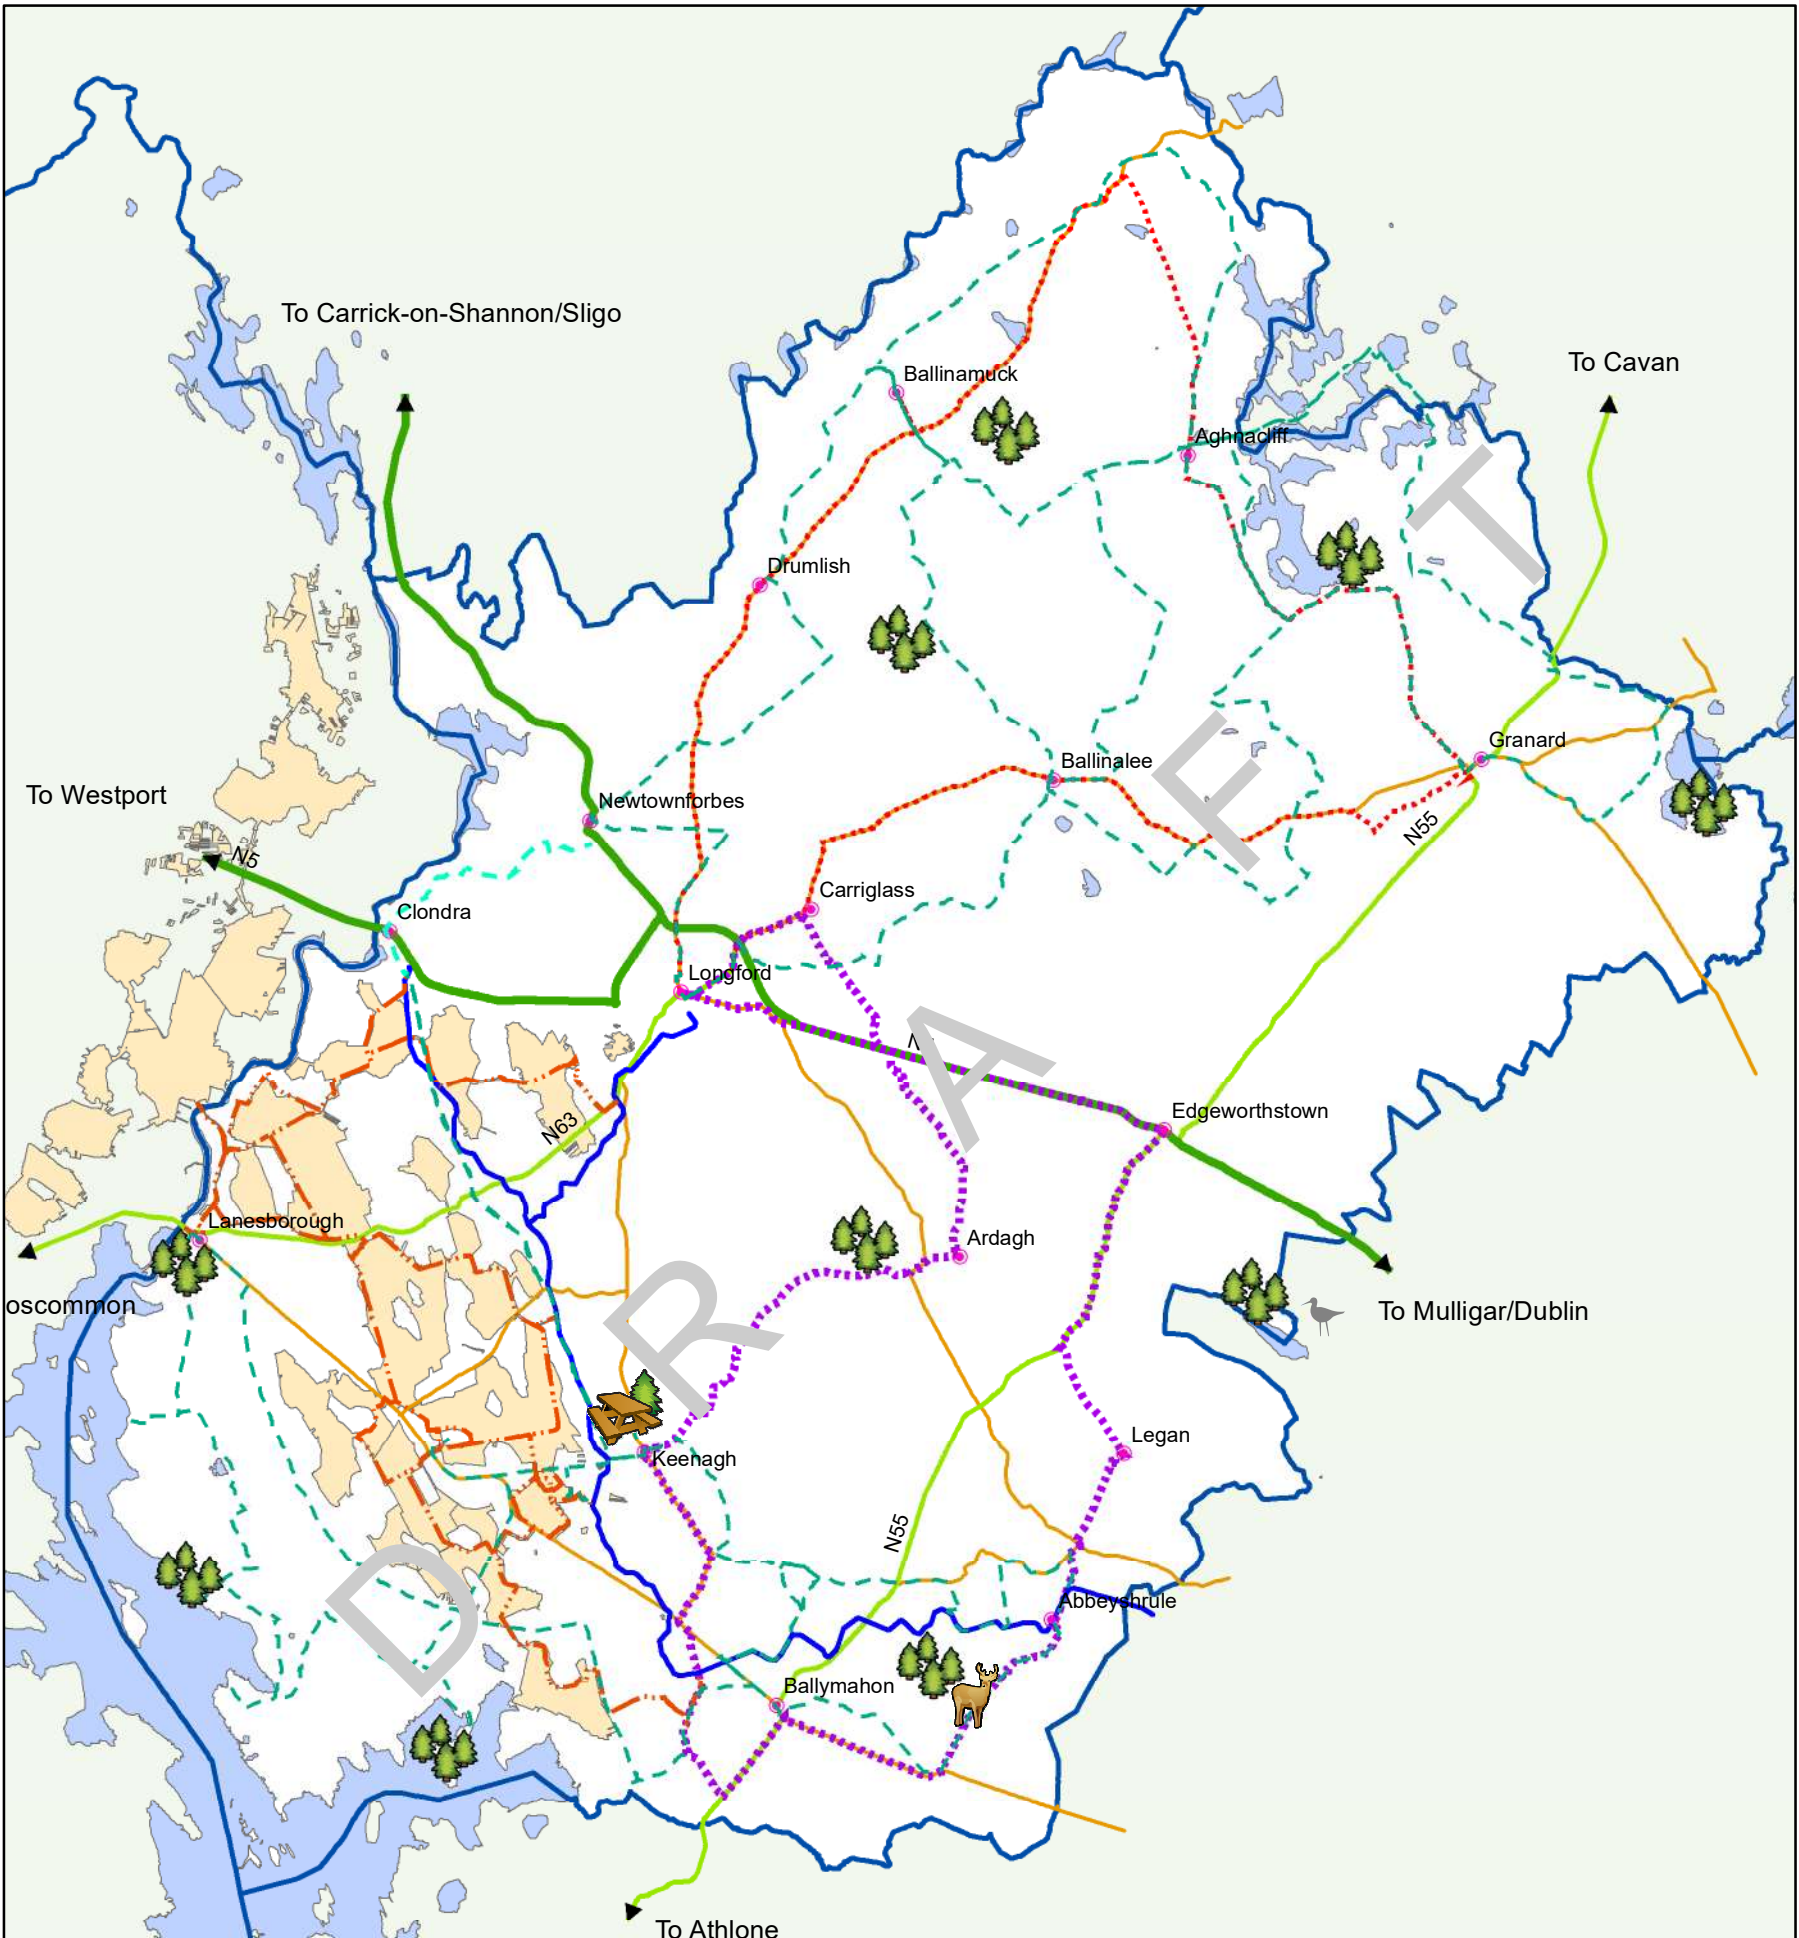 To Carrick-on-Shannon/Sligo
To Cavan
Ballinamuck
Aghnacliff
Drumlish
Granard
Ballinalee
To Westport
Newtownforbes
N5
N55
Carriglass
Clondra
Longford
Edgeworthstown
N63
Lanesborough
Ardagh
oscommon
To Mulligar/Dublin
Legan
Keenagh
N55
Abbeyshrule
Ballymahon
To Athlone
DRAFT